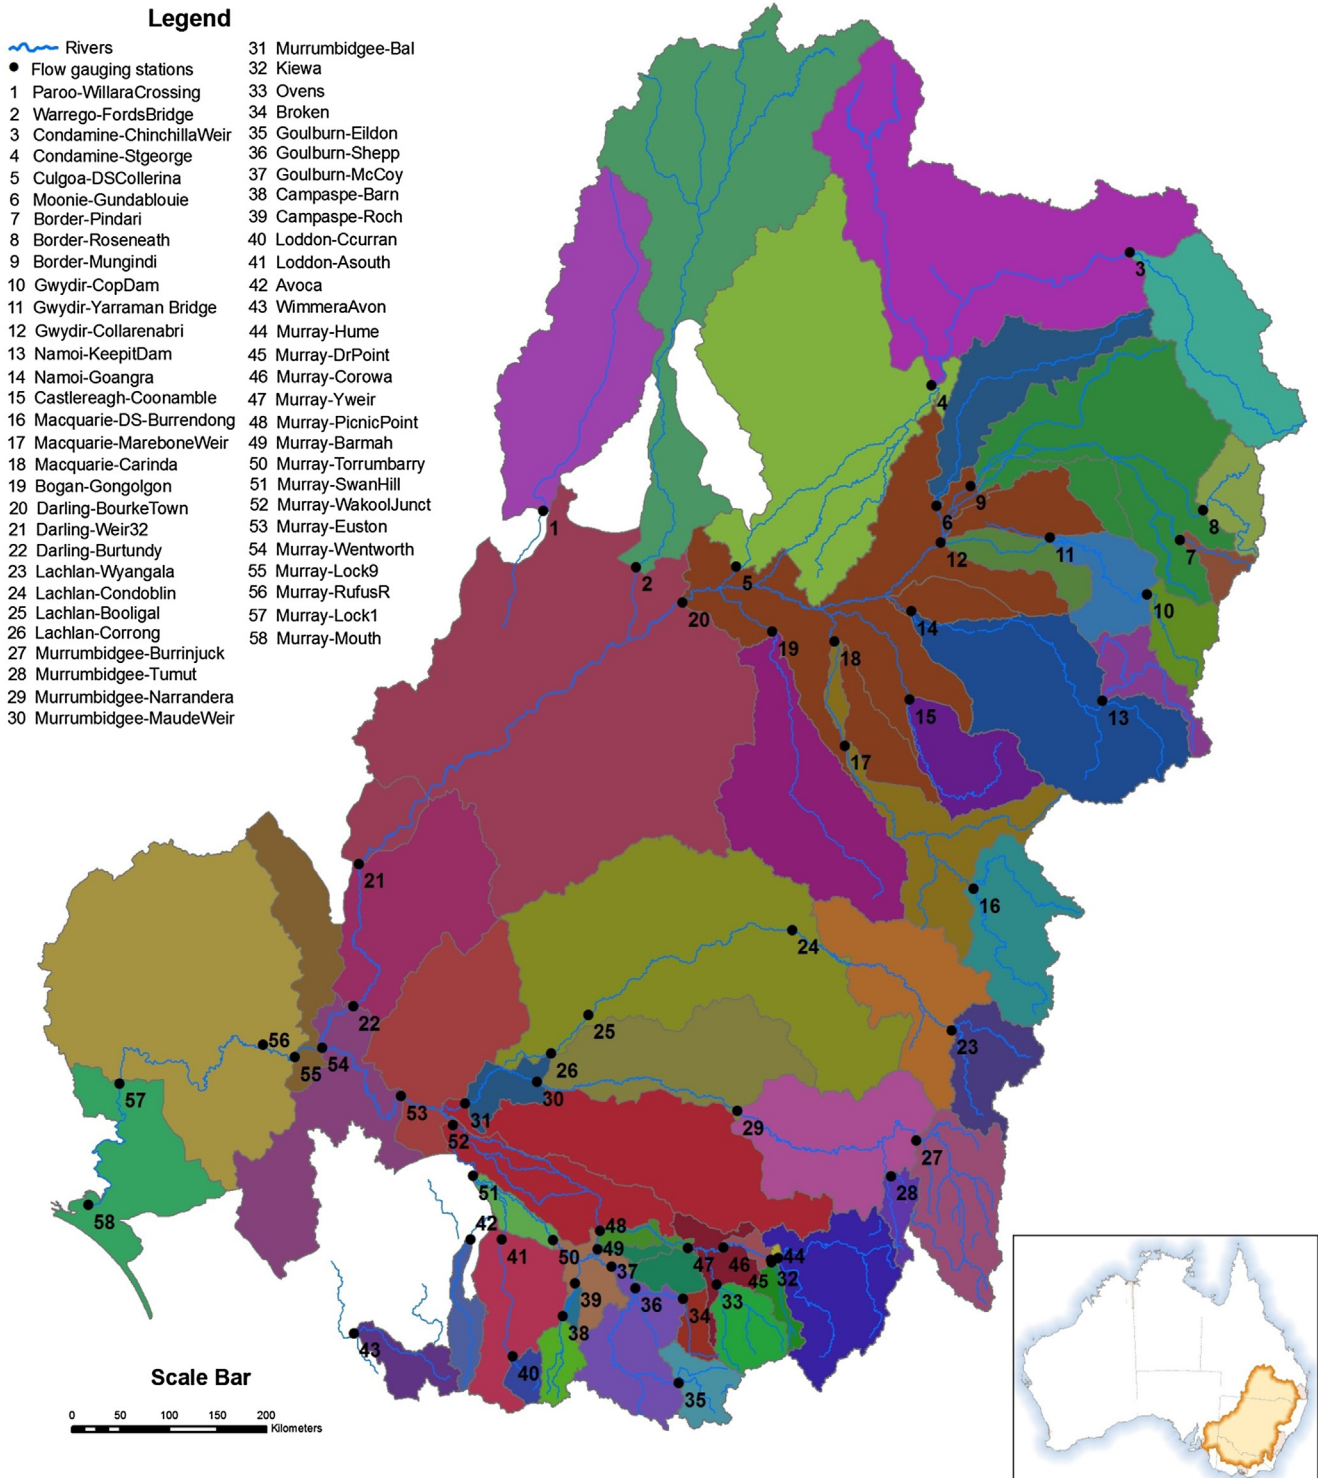 Legend
Rivers
Flow gauging stations
1 Paroo-WillaraCrossing
2 Warrego-FordsBridge
3 Condamine-ChinchillaWeir
4 Condamine-Stgeorge
5 Culgoa-DSCollerina
6 Moonie-Gundablouie
7 Border-Pindari
8 Border-Roseneath
9 Border-Mungindi
10 Gwydir-CopDam
11 Gwydir-Yarraman Bridge
12 Gwydir-Collarenabri
13 Namoi-KeepitDam
14 Namoi-Goangra
15 Castlereagh-Coonamble
16 Macquarie-DS-Burrendong
17 Macquarie-MareboneWeir
18 Macquarie-Carinda
19 Bogan-Gongolgon
20 Darling-BourkeTown
21 Darling-Weir32
22 Darling-Burtundy
23 Lachlan-Wyangala
24 Lachlan-Condoblin
25 Lachlan-Booligal
26 Lachlan-Corrong
27 Murrumbidgee-Burrinjuck
28 Murrumbidgee-Tumut
29 Murrumbidgee-Narrandera
30 Murrumbidgee-MaudeWeir
31 Murrumbidgee-Bal
32 Kiewa
33 Ovens
34 Broken
35 Goulburn-Eildon
36 Goulburn-Shepp
37 Goulburn-McCoy
38 Campaspe-Barn
39 Campaspe-Roch
40 Loddon-Ccurran
41 Loddon-Asouth
42 Avoca
43 WimmeraAvon
44 Murray-Hume
45 Murray-DrPoint
46 Murray-Corowa
47 Murray-Yweir
48 Murray-PicnicPoint
49 Murray-Barmah
50 Murray-Torrumbarry
51 Murray-SwanHill
52 Murray-WakoolJunct
53 Murray-Euston
54 Murray-Wentworth
55 Murray-Lock9
56 Murray-RufusR
57 Murray-Lock1
58 Murray-Mouth
3
4
9
6
8
12
11
7
1
2
5
10
20
14
19
18
15
13
17
21
16
24
22
25
23
56
54
55
26
57
30
53
31
29
52
27
51
28
58
42
48
41
50
49
47
46
44
37
45
32
39
36
33
34
38
43
40
35
Scale Bar
0 50 100 150 200
Kilometers